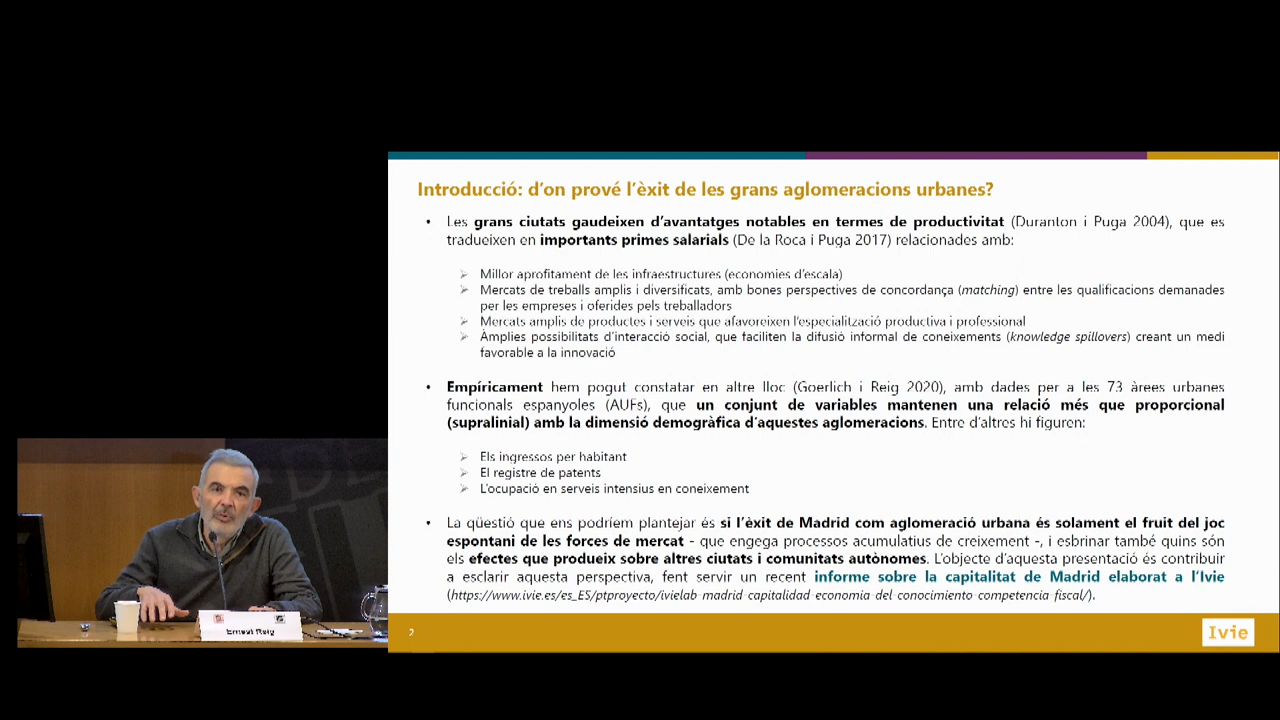 Introducció: d'on prové l'èxit de les grans aglomeracions urbanes?
• Les grans ciutats gaudeixen d'avantatges notables en termes de productivitat (Duranton i Puga 2004), que es
tradueixen en importants primes salarials (De la Roca i Puga 2017) relacionades amb:
➢ Millor aprofitament de les infraestructures (economies d'escala)
➢ Mercats de treballs amplis i diversificats, amb bones perspectives de concordança (matching) entre les qualificacions demanades
per les empreses i oferides pels treballadors
➢ Mercats amplis de productes i serveis que afavoreixen l'especialització productiva i professional
➢ Àmplies possibilitats d'interacció social, que faciliten la difusió informal de coneixements (knowledge spillovers) creant un medi
favorable a la innovació
• Empíricament hem pogut constatar en altre lloc (Goerlich i Reig 2020), amb dades per a les 73 àrees urbanes
funcionals espanyoles (AUFs), que un conjunt de variables mantenen una relació més que proporcional
(supralinial) amb la dimensió demogràfica d'aquestes aglomeracions. Entre d'altres hi figuren:
➢ Els ingressos per habitant
➢ El registre de patents
➢ L'ocupació en serveis intensius en coneixement
• La qüestió que ens podríem plantejar és si l'èxit de Madrid com aglomeració urbana és solament el fruit del joc
espontani de les forces de mercat - que engega processos acumulatius de creixement -, i esbrinar també quins són
els efectes que produeix sobre altres ciutats i comunitats autònomes. L'objecte d'aquesta presentació és contribuir
a esclarir aquesta perspectiva, fent servir un recent informe sobre la capitalitat de Madrid elaborat a l'Ivie
(https://www.ivie.es/es_ES/ptproyecto/ivielab_madrid_capitalidad_economia_del_conocimiento_competencia_fiscal/).
2
Ivie
Ernest Reig